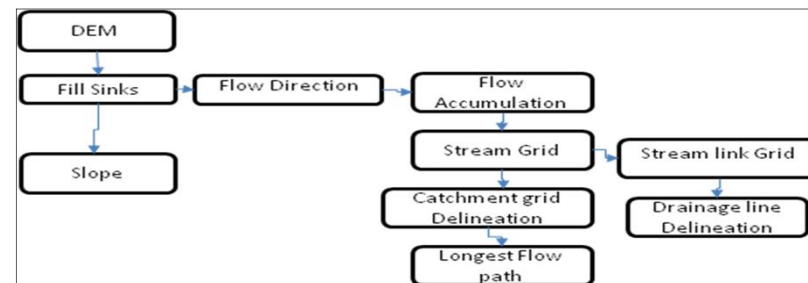 DEM
Fill Sinks
Flow Direction
Flow
Accumulation
Stream Grid
Stream link Grid
Slope
Catchment grid
Delineation
Drainage line
Delineation
Longest Flow
path